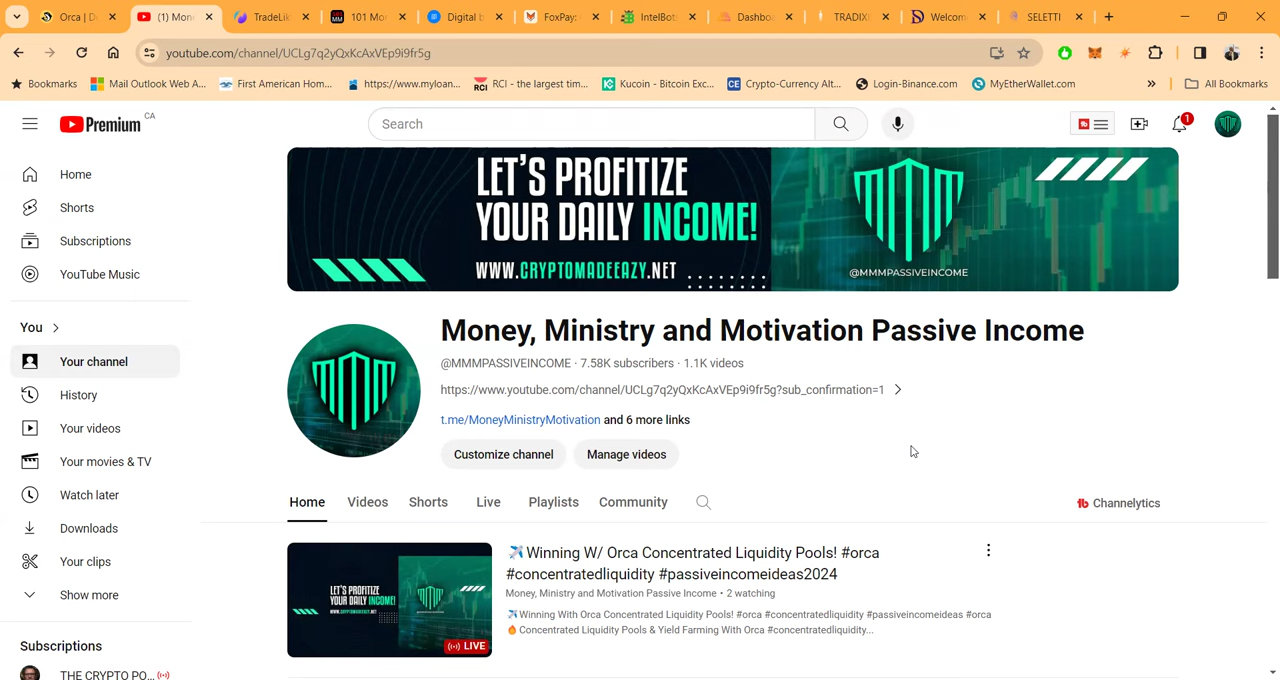 Orca | D
(1) Mon
TradeLik
101 Mo
Digital b
FoxPay:
IntelBot:
Dashbo
TRADIX
Welcom
SELETTI
youtube.com/channel/UCLg7q2yQxKcAxVEp9i9fr5g
Bookmarks
Mail Outlook Web A...
First American Hom...
https://www.myloan...
RCI - the largest tim...
Kucoin - Bitcoin Exc...
Crypto-Currency Alt...
Login-Binance.com
MyEtherWallet.com
All Bookmarks
Premium CA
Search
1
Home
Shorts
Subscriptions
YouTube Music
You
Your channel
History
Your videos
Your movies & TV
Watch later
Downloads
Your clips
Show more
Subscriptions
THE CRYPTO PO...
LET'S PROFITIZE
YOUR DAILY INCOME!
WWW.CRYPTOMADEEAZY.NET
@MMMPASSIVEINCOME
Money, Ministry and Motivation Passive Income
@MMMPASSIVEINCOME · 7.58K subscribers · 1.1K videos
https://www.youtube.com/channel/UCLg7q2yQxKcAxVEp9i9fr5g?sub_confirmation=1
t.me/MoneyMinistryMotivation and 6 more links
Customize channel
Manage videos
Home
Videos
Shorts
Live
Playlists
Community
Channelytics
LET'S PROFITIZE
YOUR DAILY INCOME!
LIVE
✈️Winning W/ Orca Concentrated Liquidity Pools! #orca
#concentratedliquidity #passiveincomeideas2024
Money, Ministry and Motivation Passive Income • 2 watching
✈️Winning With Orca Concentrated Liquidity Pools! #orca #concentratedliquidity #passiveincomeideas2024 #orca
🔥 Concentrated Liquidity Pools & Yield Farming With Orca #concentratedliquidity...